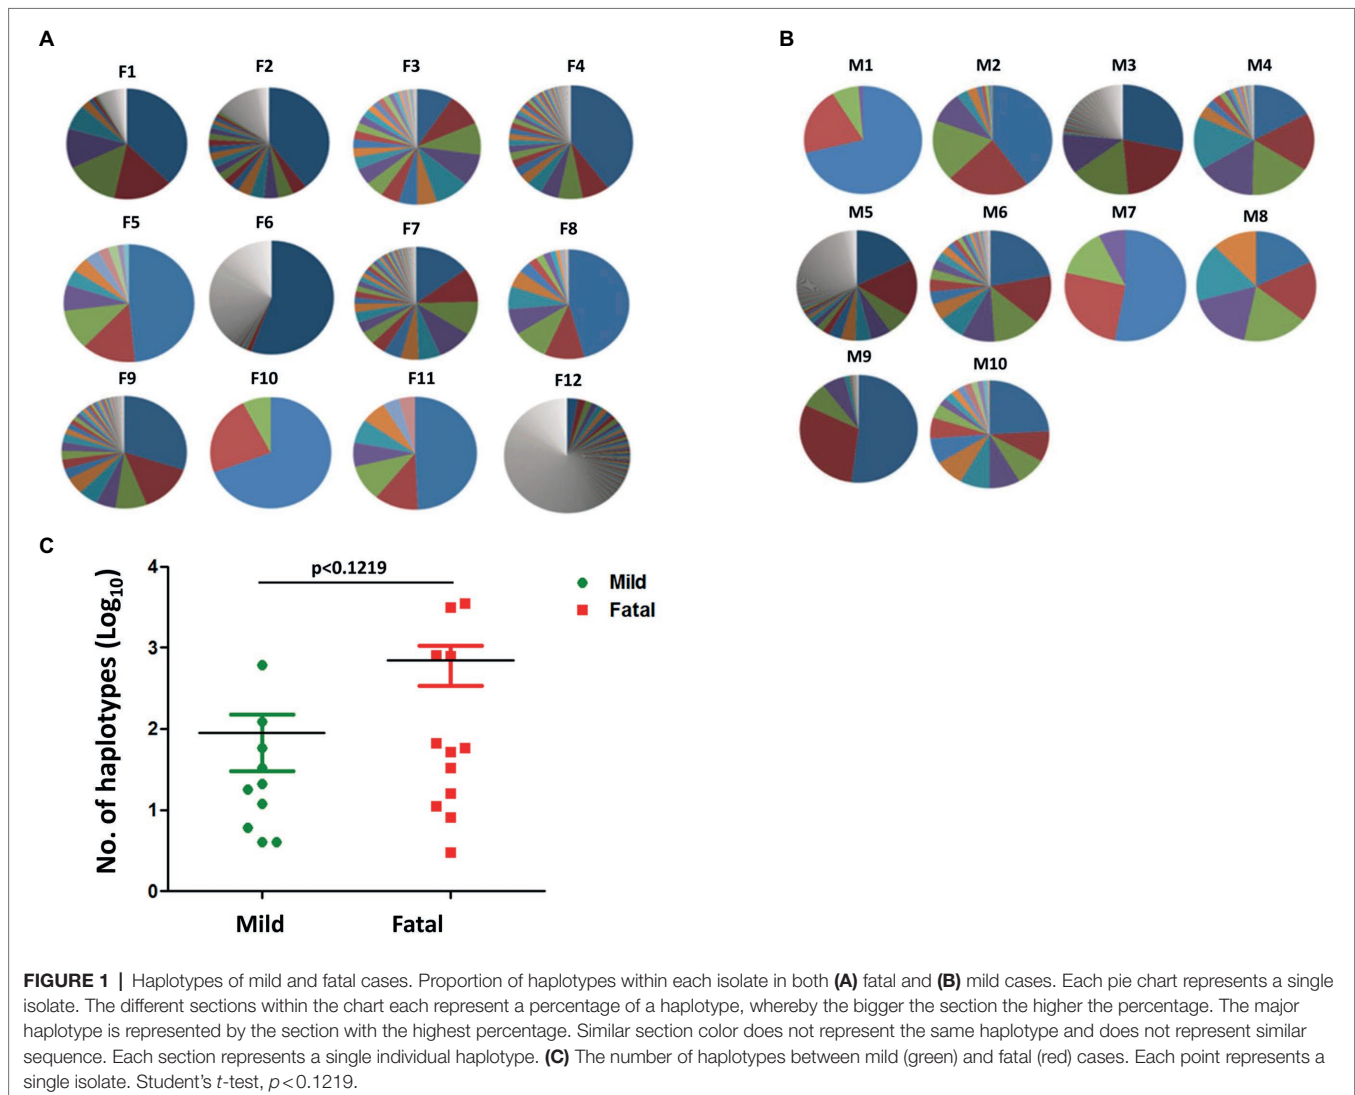 A
B
F1
F2
F3
F4
M1
M2
M3
M4
F5
F6
F7
F8
M5
M6
M7
M8
F9
F10
F11
F12
M9
M10
C
p<0.1219
No. of haplotypes (Log10)
4
3
2
1
0
Mild
Fatal
Mild
Fatal
FIGURE 1 | Haplotypes of mild and fatal cases. Proportion of haplotypes within each isolate in both (A) fatal and (B) mild cases. Each pie chart represents a single
isolate. The different sections within the chart each represent a percentage of a haplotype, whereby the bigger the section the higher the percentage. The major
haplotype is represented by the section with the highest percentage. Similar section color does not represent the same haplotype and does not represent similar
sequence. Each section represents a single individual haplotype. (C) The number of haplotypes between mild (green) and fatal (red) cases. Each point represents a
single isolate. Student's t-test, p<0.1219.